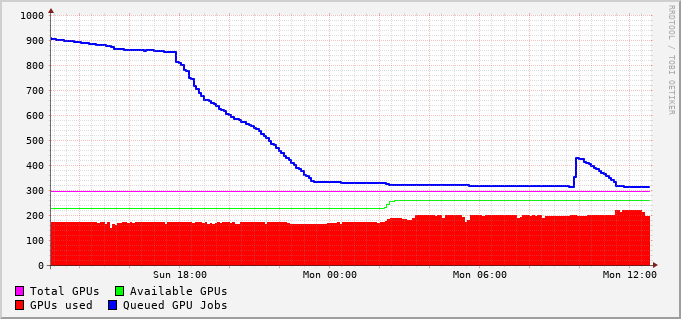 1000
900
800
700
600
500
400
300
200
100
0
Sun 18:00 Mon 00:00 Mon 06:00 Mon 12:00
Total GPUs Available GPUs
GPUs used Queued GPU Jobs
RRDTOOL / TOBI OETIKER